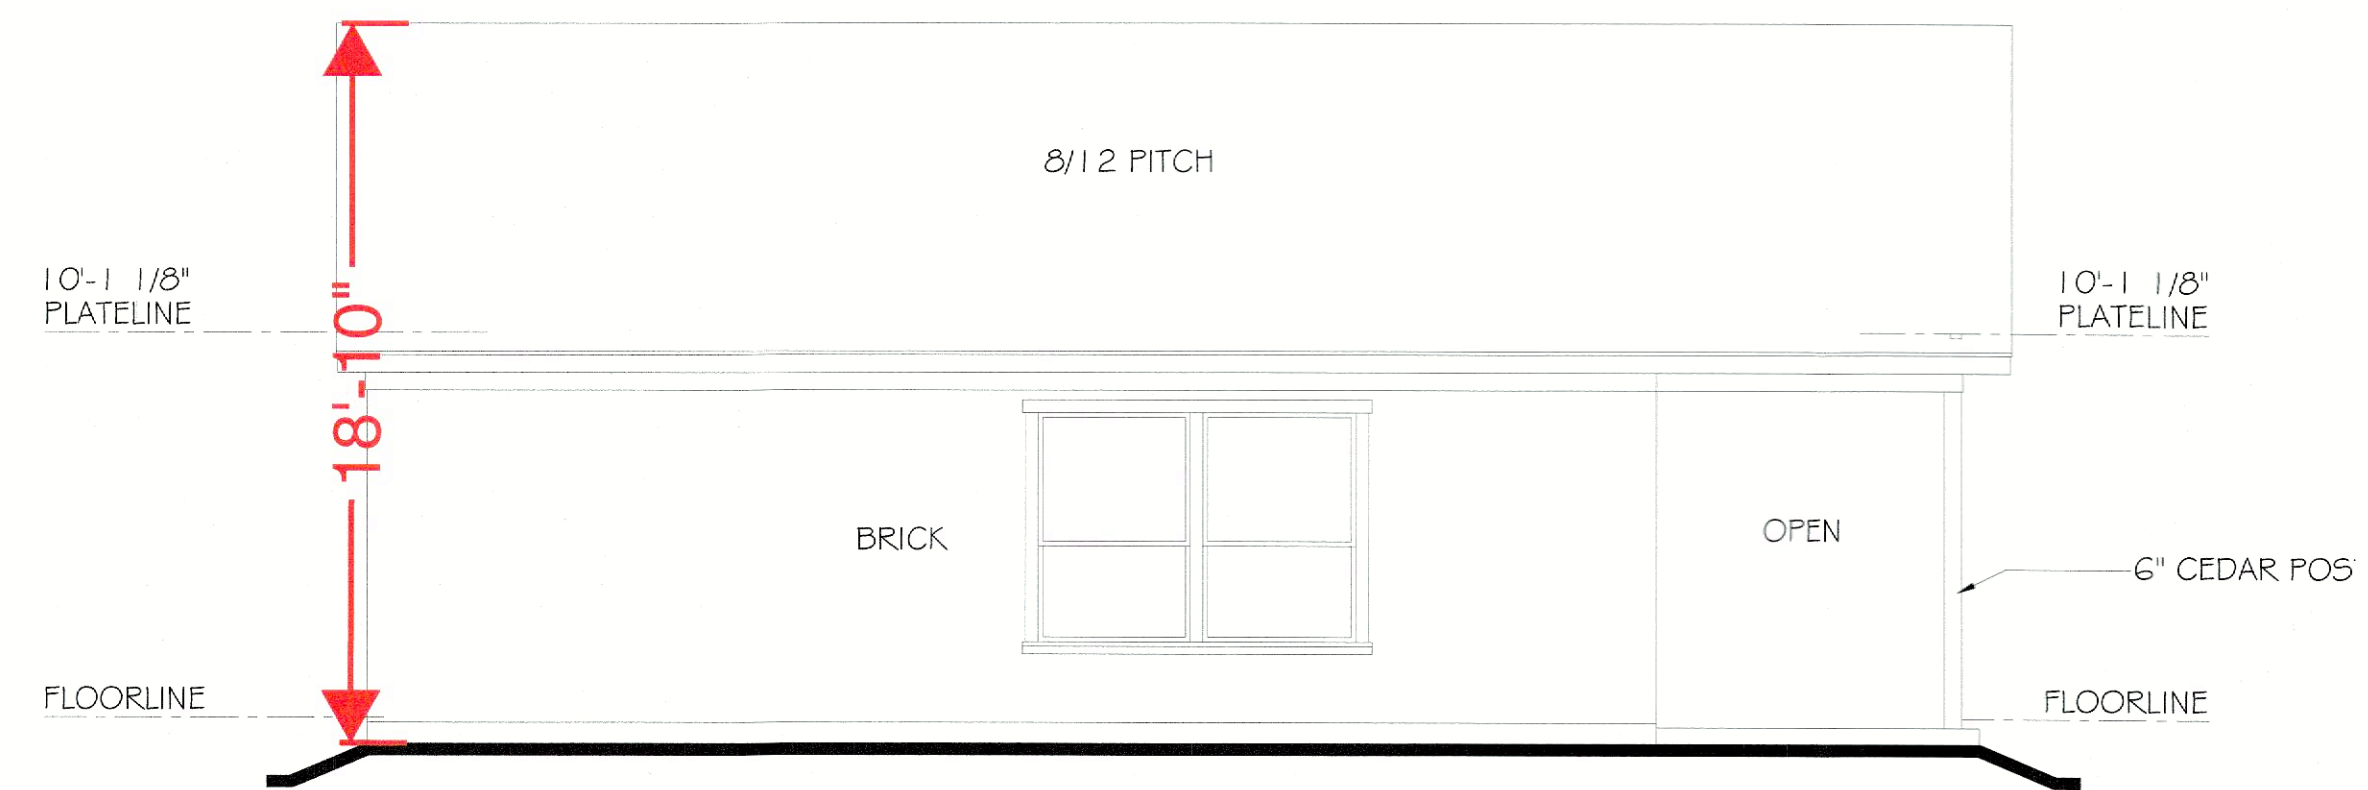 8/12 PITCH
10'-1 1/8"
PLATELINE
10'-1 1/8"
PLATELINE
18'-10"
BRICK
OPEN
6" CEDAR POS
FLOORLINE
FLOORLINE